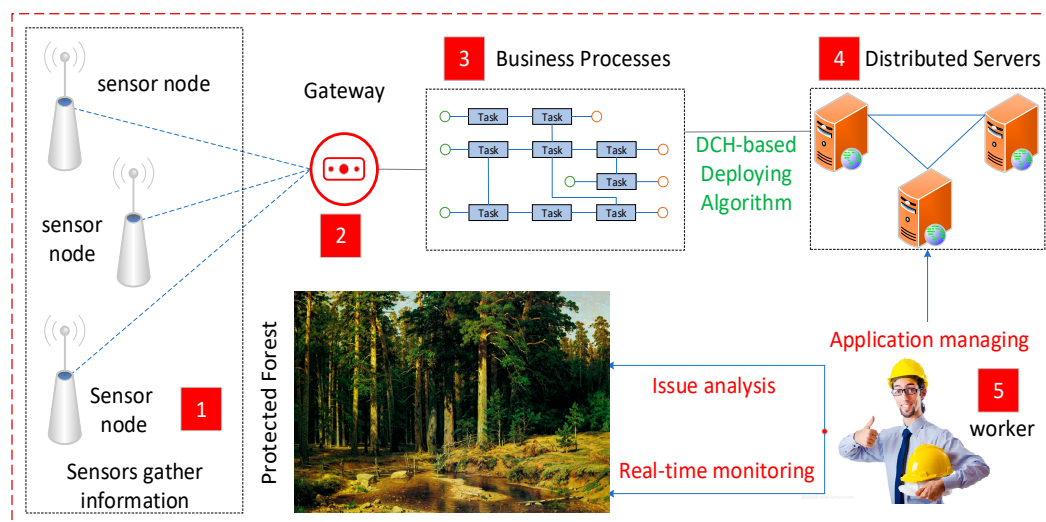 sensor node
sensor
node
Sensor
node
1
Sensors gather
information
Gateway
2
3 Business Processes
Task Task
Task Task Task
Task
Task Task Task
DCH-based
Deploying
Algorithm
4 Distributed Servers
Protected Forest
Application managing
Issue analysis
Real-time monitoring
5
worker